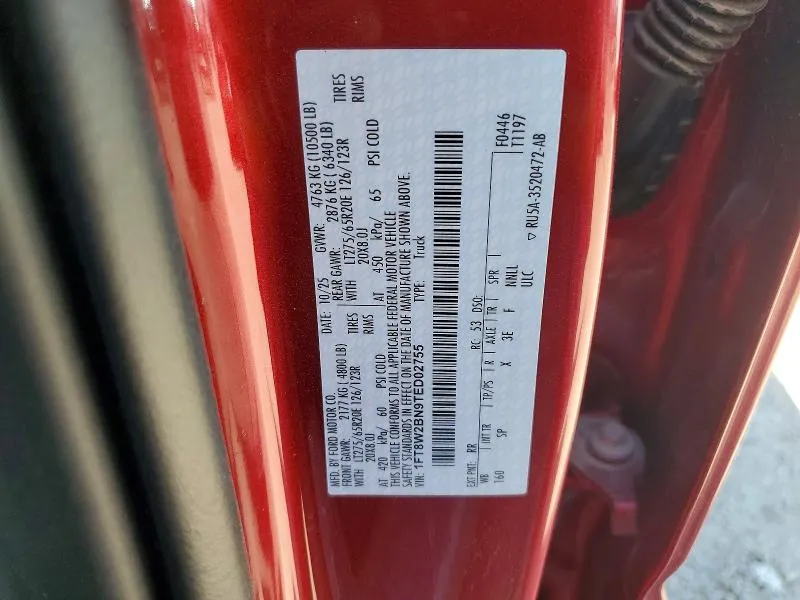 MFD. BY FORD MOTOR CO. DATE: 10/25 GVWR: 4763 KG (10500 LB)
FRONT GAWR: 2177 KG (4800 LB) REAR GAWR: 2876 KG (6340 LB)
WITH LT275/65R20E 126/123R TIRES WITH LT275/65R20E 126/123R TIRES
20X8.0J RIMS 20X8.0J RIMS
AT 420 kPa/ 60 PSI COLD AT 450 kPa/ 65 PSI COLD
THIS VEHICLE CONFORMS TO ALL APPLICABLE FEDERAL MOTOR VEHICLE
SAFETY STANDARDS IN EFFECT ON THE DATE OF MANUFACTURE SHOWN ABOVE.
VIN: 1FT8W2BN9TED02755 TYPE: Truck
F0446
T1197
EXT PNT: RR RC: 53 DSO:
WB INT TR TP/PS R AXLE TR SPR
160 SP X 3E F NNLL
ULC
▽ RU5A-3520472-AB